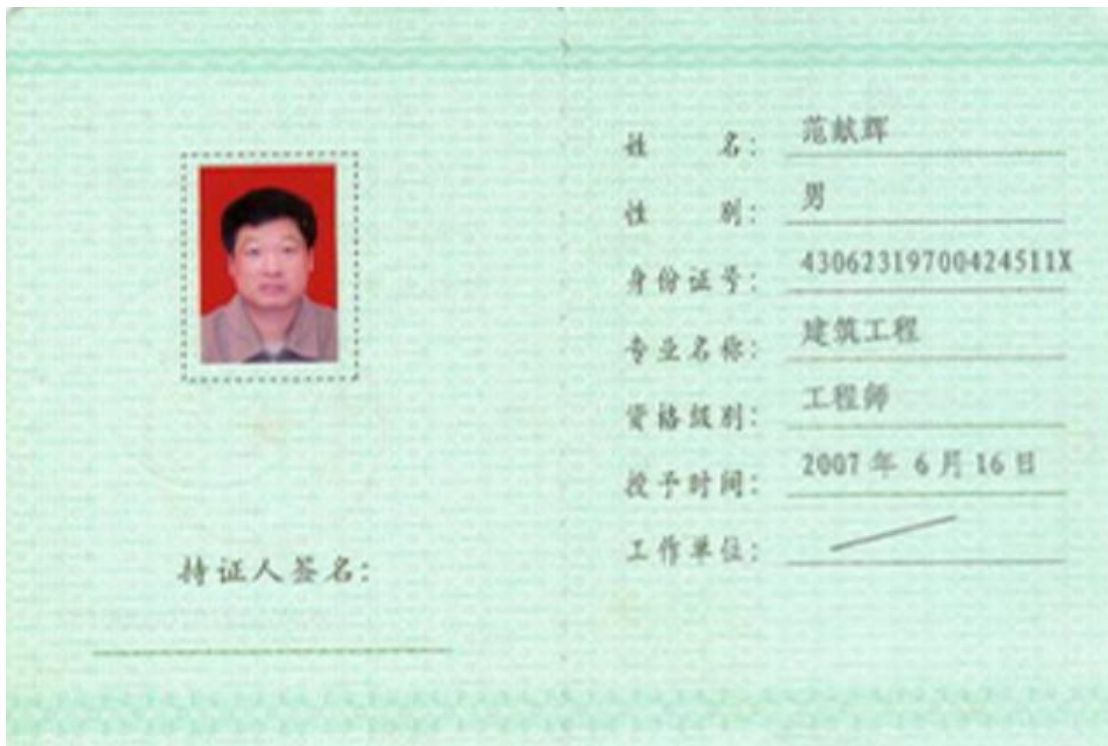 持证人签名:
姓 名: 范献辉
性 别: 男
身份证号: 43062319700424511X
专业名称: 建筑工程
资格级别: 工程师
授予时间: 2007年 6月16日
工作单位: